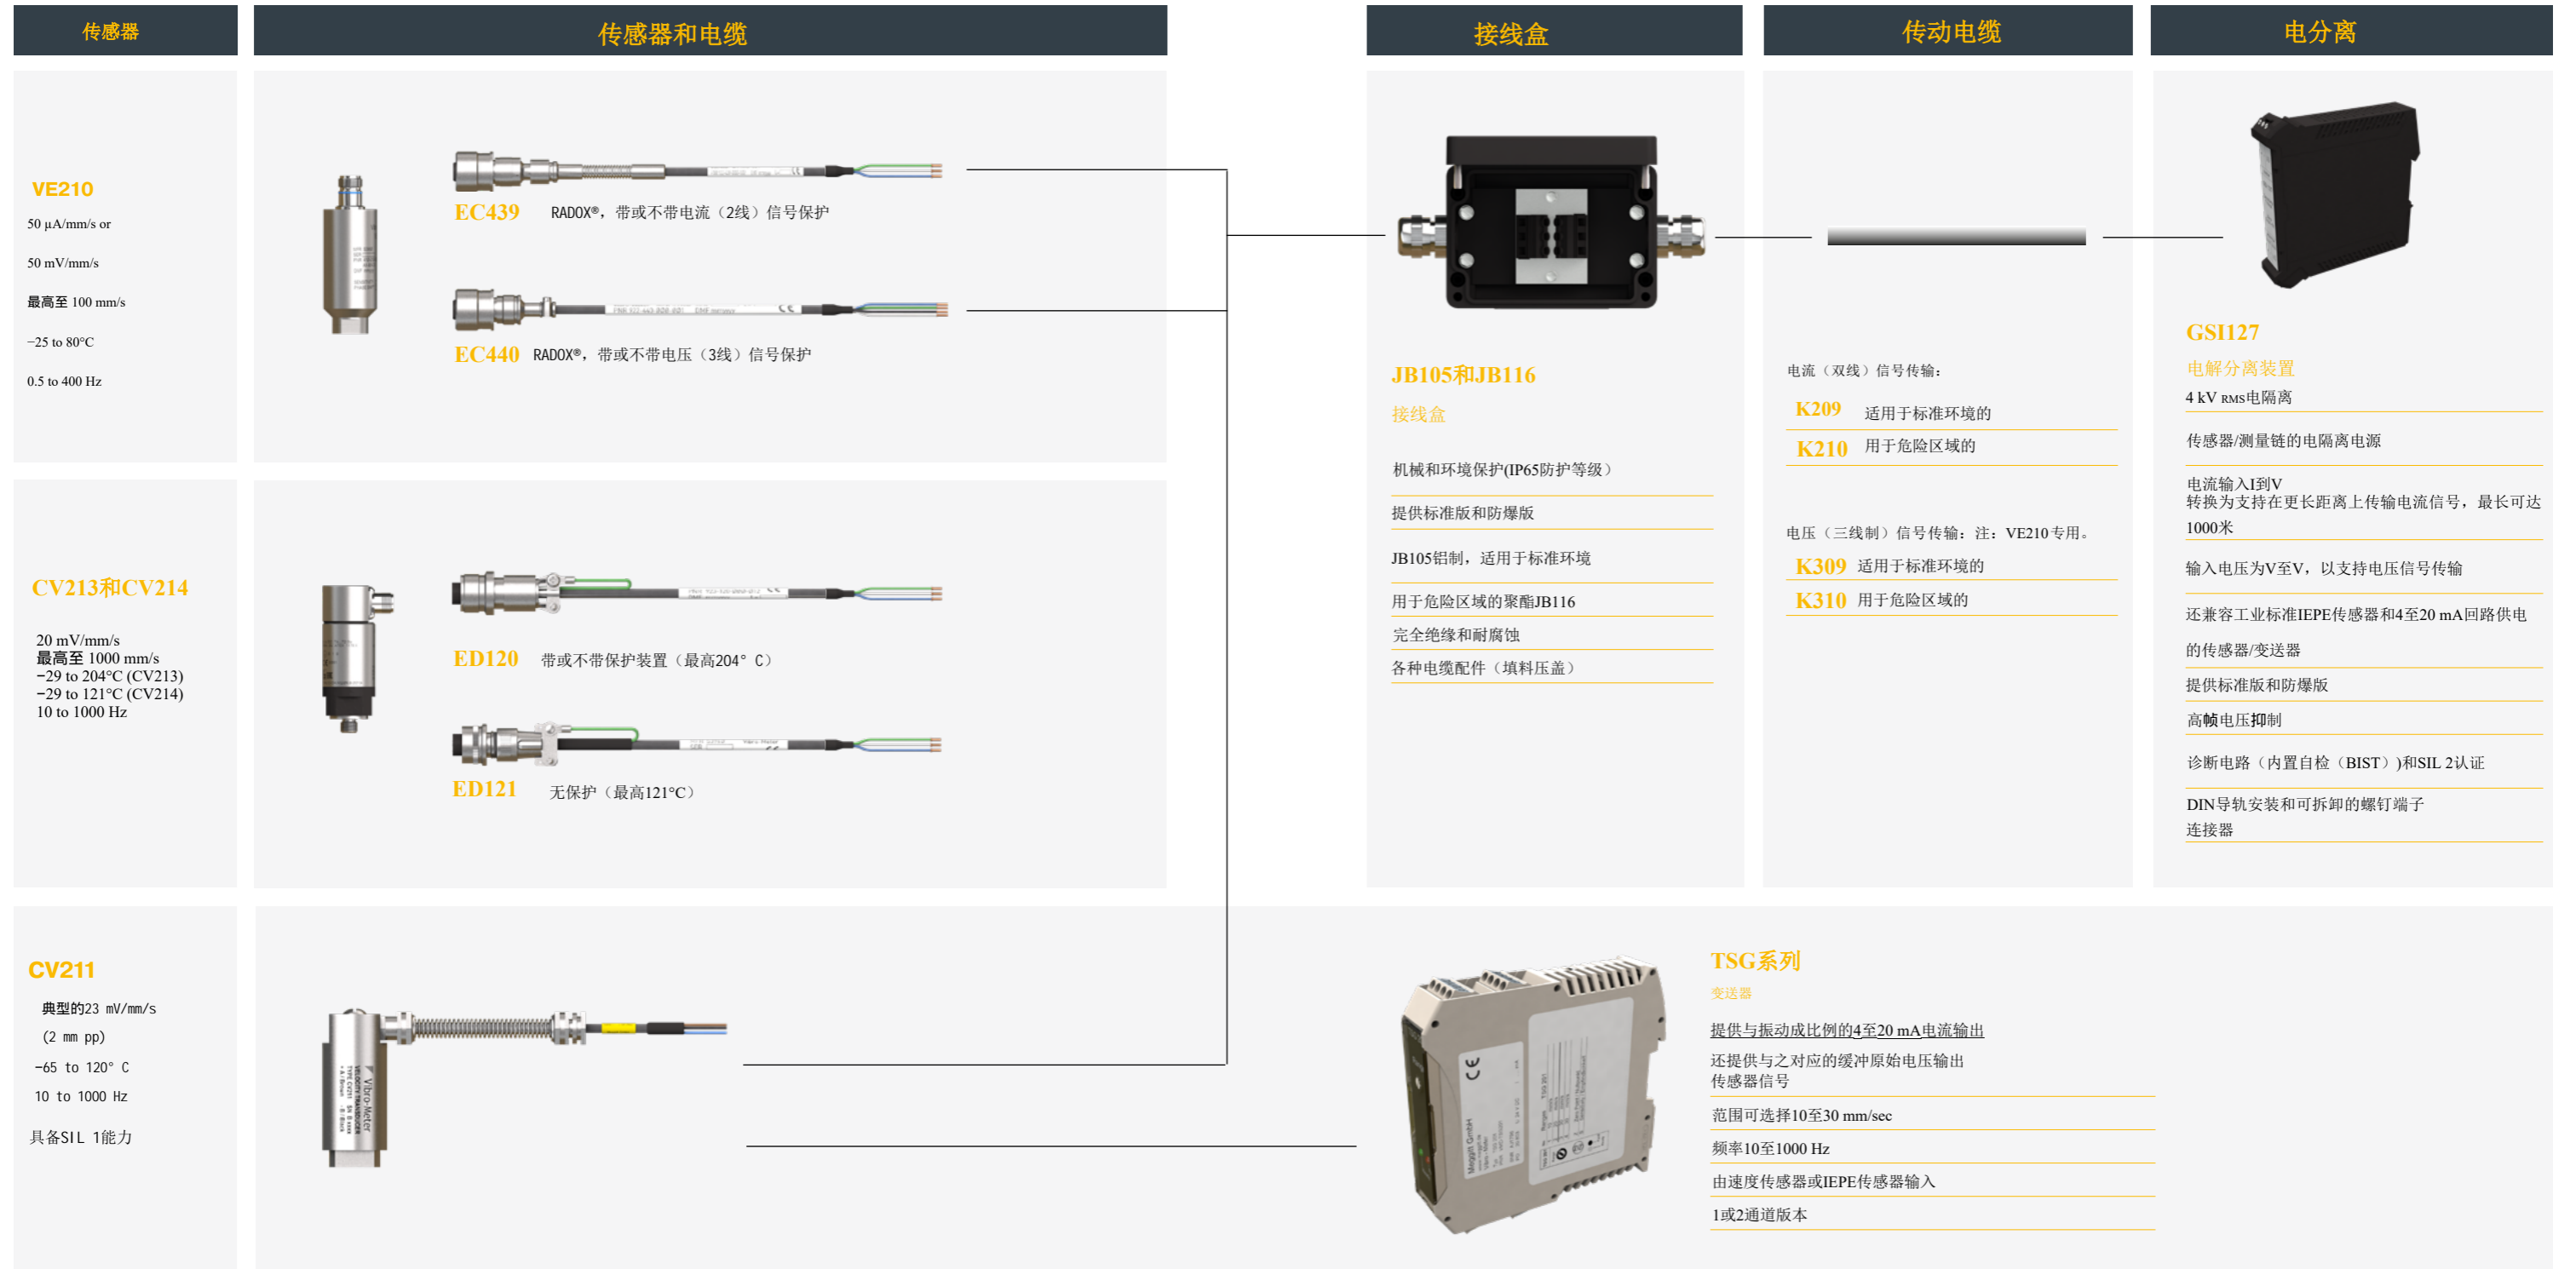 传感器
传感器和电缆
接线盒
传动电缆
电分离
VE210
50 µA/mm/s or
50 mV/mm/s
最高至 100 mm/s
−25 to 80°C
0.5 to 400 Hz
EC439 RADOX®, 带或不带电流（2线）信号保护
EC440 RADOX®, 带或不带电压（3线）信号保护
CV213和CV214
20 mV/mm/s
最高至 1000 mm/s
−29 to 204°C (CV213)
−29 to 121°C (CV214)
10 to 1000 Hz
ED120 带或不带保护装置（最高204° C）
ED121 无保护（最高121°C）
JB105和JB116
接线盒
机械和环境保护(IP65防护等级）
提供标准版和防爆版
JB105铝制，适用于标准环境
用于危险区域的聚酯JB116
完全绝缘和耐腐蚀
各种电缆配件（填料压盖）
电流（双线）信号传输：
K209 适用于标准环境的
K210 用于危险区域的
电压（三线制）信号传输：注：VE210专用。
K309 适用于标准环境的
K310 用于危险区域的
GSI127
电解分离装置
4 kV RMS电隔离
传感器/测量链的电隔离电源
电流输入I到V
转换为支持在更长距离上传输电流信号，最长可达
1000米
输入电压为V至V，以支持电压信号传输
还兼容工业标准IEPE传感器和4至20 mA回路供电
的传感器/变送器
提供标准版和防爆版
高帧电压抑制
诊断电路（内置自检（BIST）)和SIL 2认证
DIN导轨安装和可拆卸的螺钉端子
连接器
CV211
典型的23 mV/mm/s
(2 mm pp)
−65 to 120° C
10 to 1000 Hz
具备SIL 1能力
Vibro-Meter
VELOCITY TRANSDUCER
TYPE CV211
CE
Meggitt GmbH
TSG系列
变送器
提供与振动成比例的4至20 mA电流输出
还提供与之对应的缓冲原始电压输出
传感器信号
范围可选择10至30 mm/sec
频率10至1000 Hz
由速度传感器或IEPE传感器输入
1或2通道版本